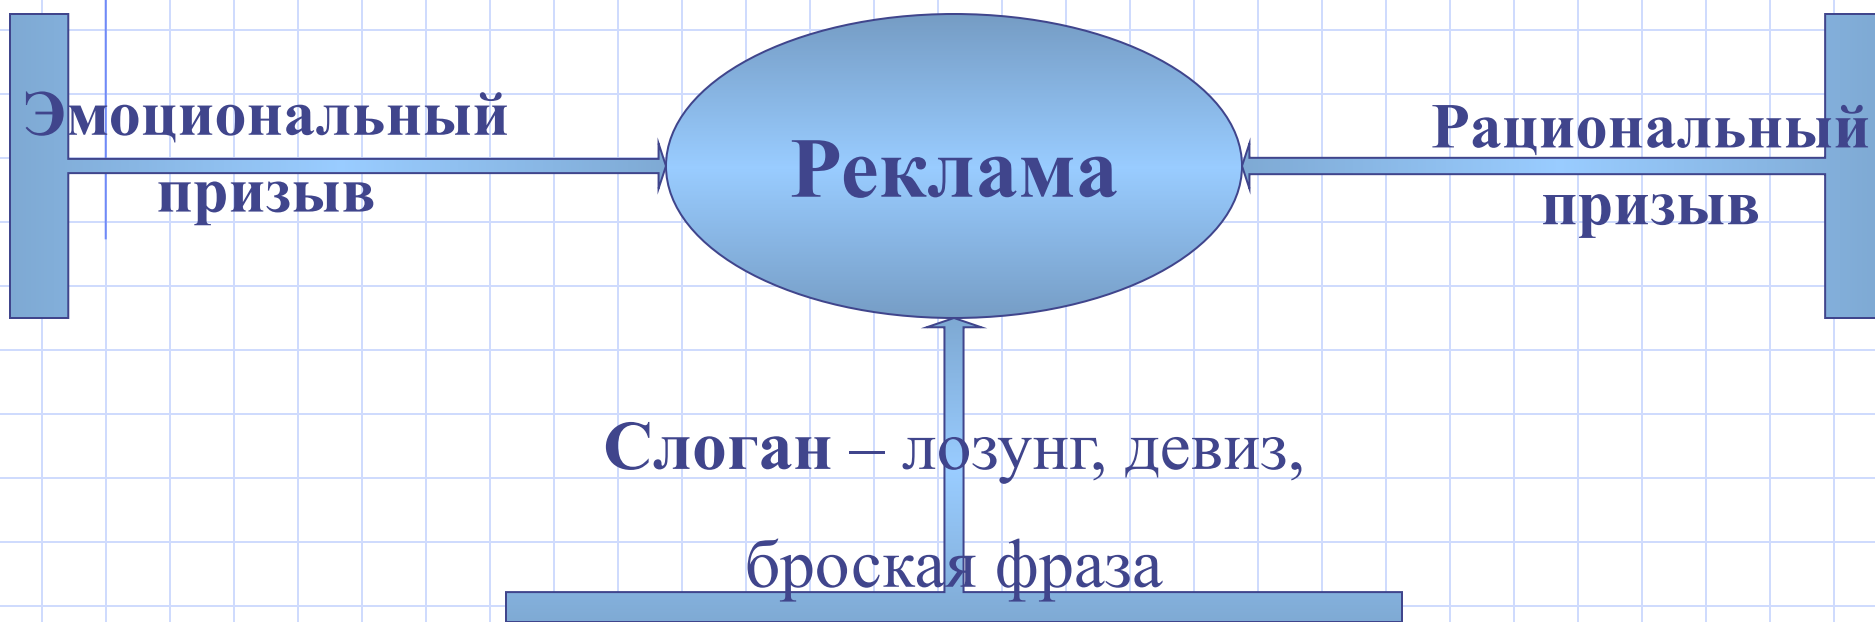 Эмоциональный
призыв
Реклама
Рациональный
призыв
Слоган – лозунг, девиз,
броская фраза